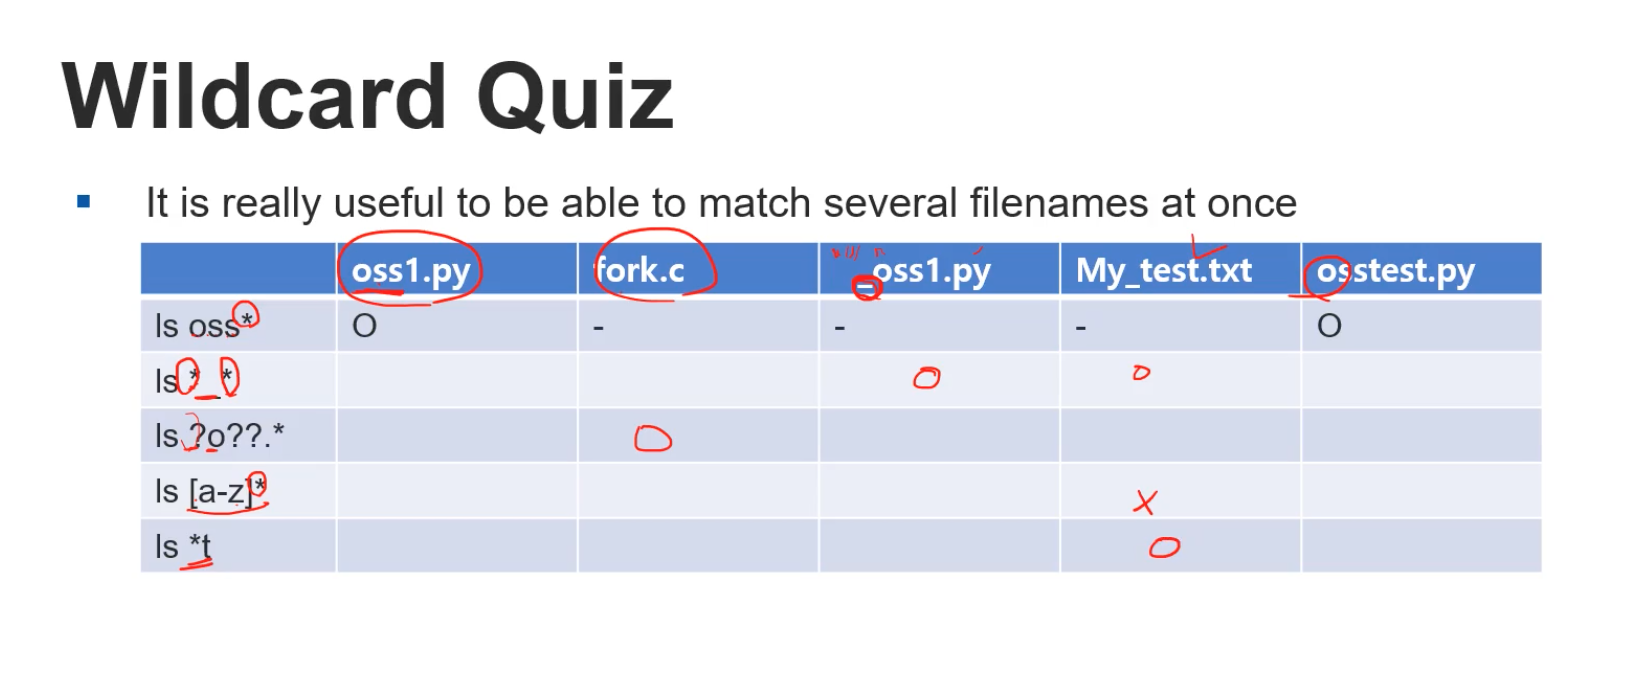 Wildcard Quiz
▪ It is really useful to be able to match several filenames at once
oss1.py fork.c _oss1.py My_test.txt osstest.py
ls oss* O - - - O
ls *_* O O
ls ?o??.* O
ls [a-z]* X
ls *t O